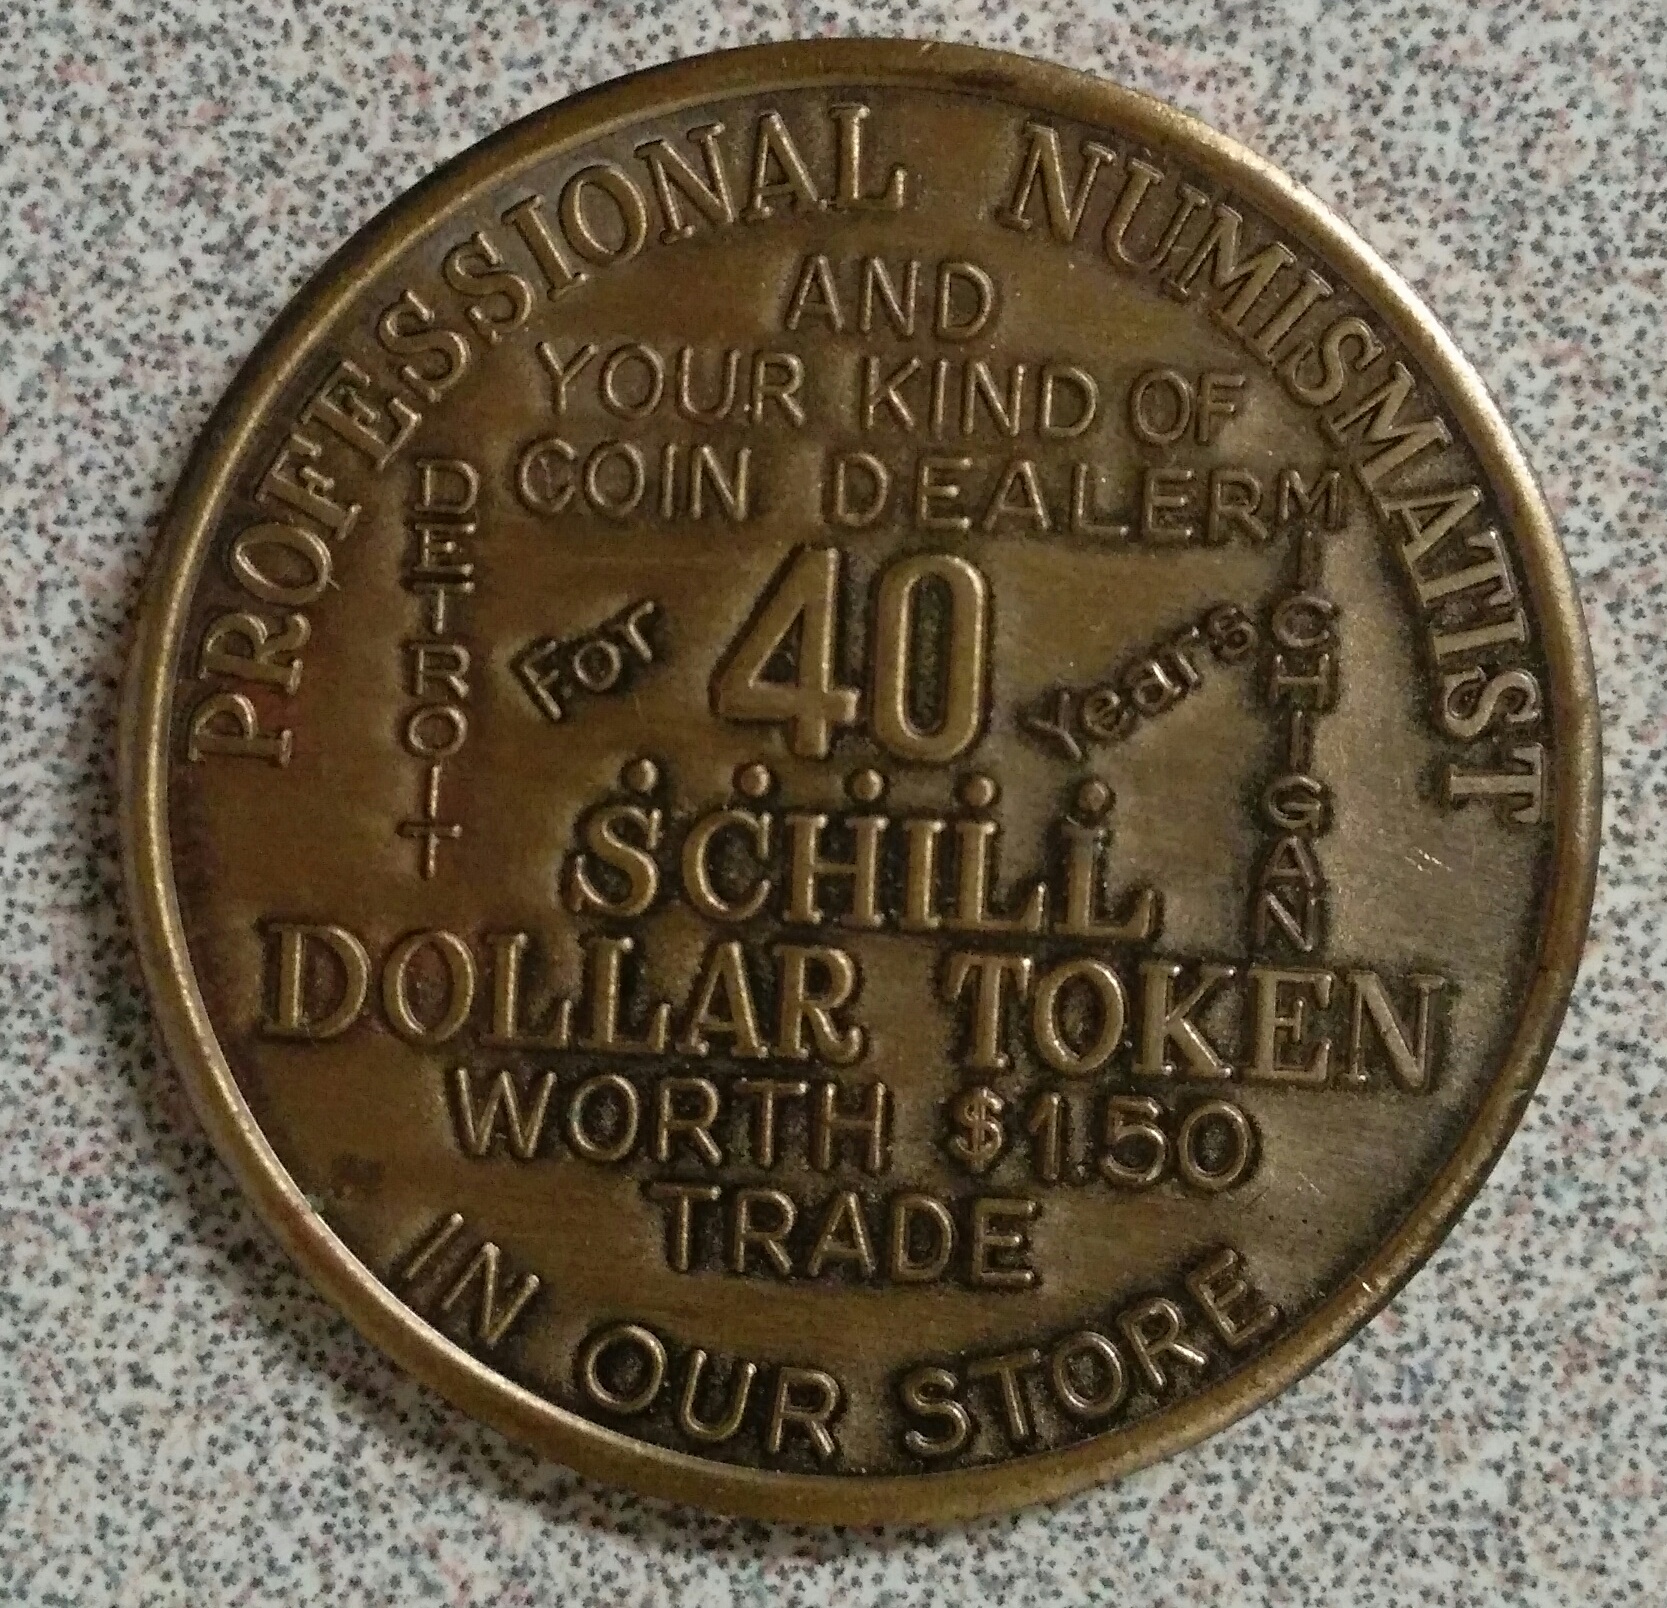 PROFESSIONAL NUMISMATIST
AND
YOUR KIND OF
COIN DEALER
DETROIT
MICHIGAN
For 40 Years
SCHILL
DOLLAR TOKEN
WORTH $1.50
TRADE
IN OUR STORE